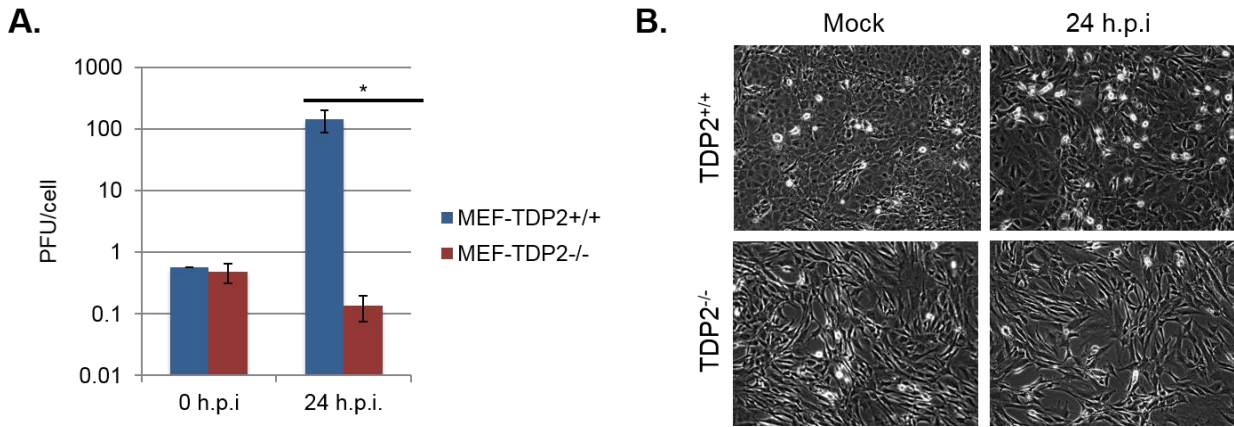 A.
1000
100
10
1
0.1
0.01
PFU/cell
*
0 h.p.i
24 h.p.i.
MEF-TDP2+/+
MEF-TDP2-/-
B.
Mock
24 h.p.i
TDP2+/+
TDP2-/-